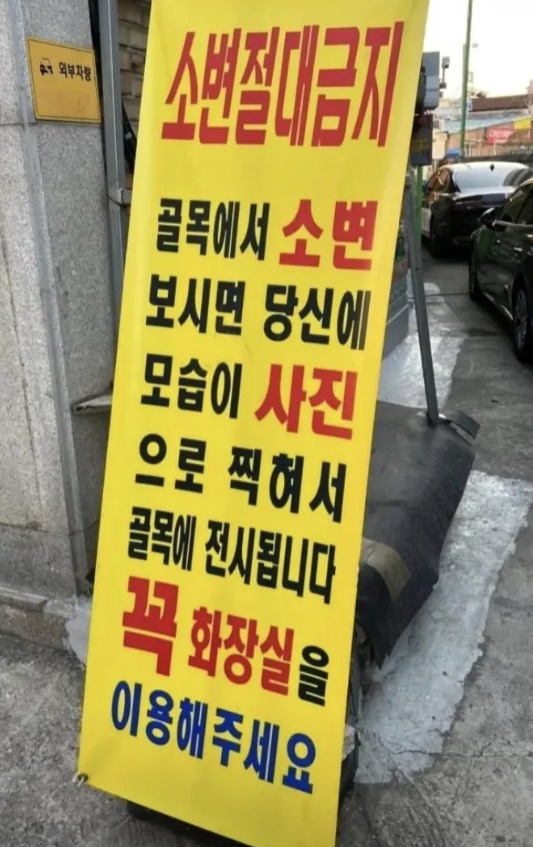 외부차량
소변절대금지
골목에서 소변
보시면 당신에
모습이 사진
으로 찍혀서
골목에 전시됩니다
꼭 화장실을
이용해주세요